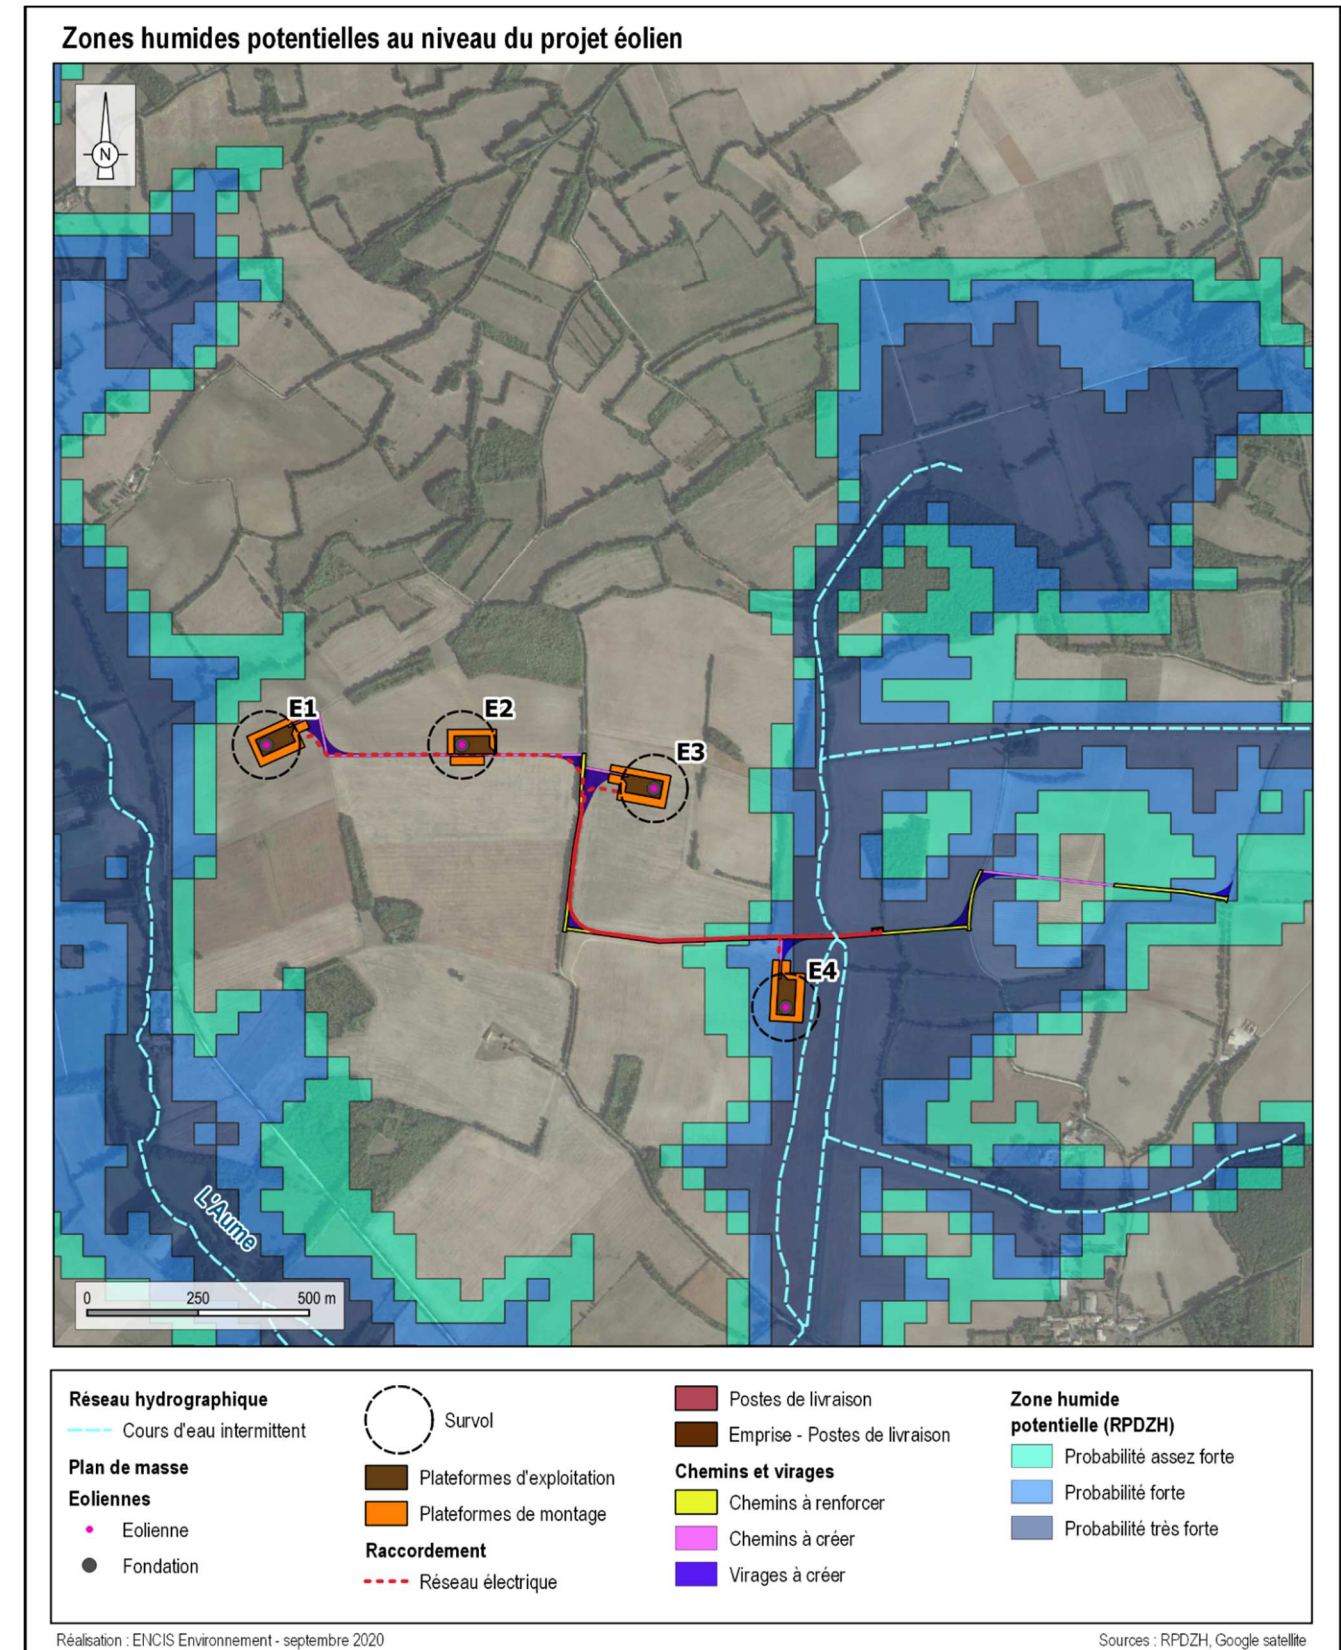 Zones humides potentielles au niveau du projet éolien
N
E1
E2
E3
E4
L'Aume
0 250 500 m
Réseau hydrographique
Cours d'eau intermittent
Plan de masse
Eoliennes
Eolienne
Fondation
Survol
Plateformes d'exploitation
Plateformes de montage
Raccordement
Réseau électrique
Postes de livraison
Emprise - Postes de livraison
Chemins et virages
Chemins à renforcer
Chemins à créer
Virages à créer
Zone humide
potentielle (RPDZH)
Probabilité assez forte
Probabilité forte
Probabilité très forte
Réalisation : ENCIS Environnement - septembre 2020
Sources : RPDZH, Google satellite